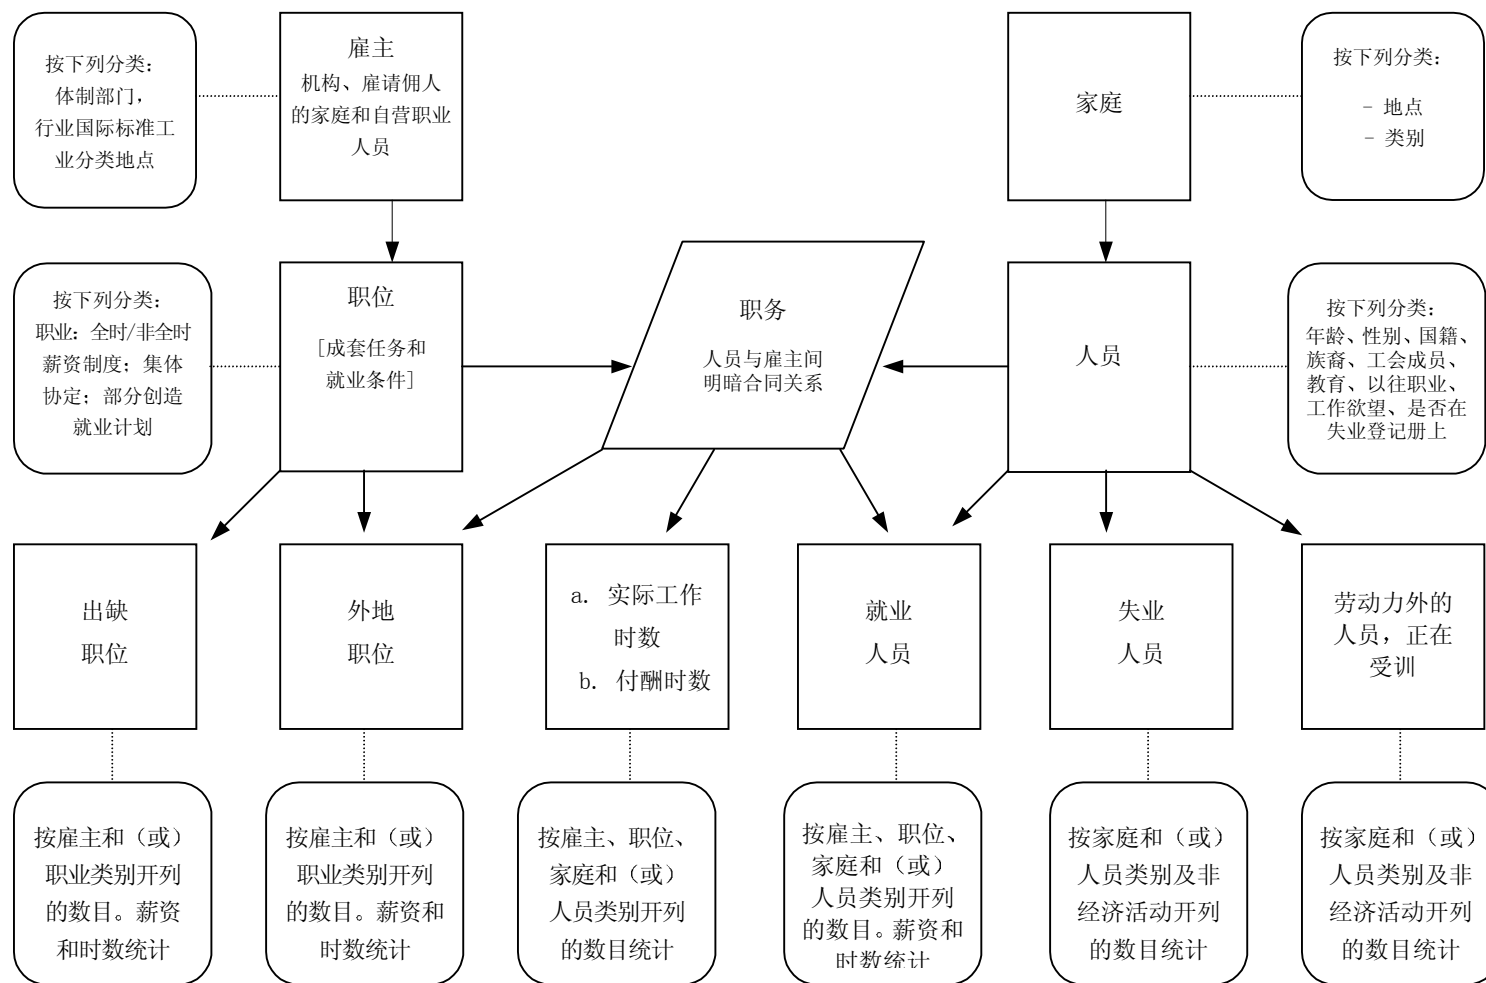 按下列分类：
体制部门，
行业国际标准工
业分类地点
雇主
机构、雇请佣人
的家庭和自营职业
人员
家庭
按下列分类：
- 地点
- 类别
按下列分类：
职业：全时/非全时
薪资制度；集体
协定；部分创造
就业计划
职位
[成套任务和
就业条件]
职务
人员与雇主间
明暗合同关系
人员
按下列分类：
年龄、性别、国籍、
族裔、工会成员、
教育、以往职业、
工作欲望、是否在
失业登记册上
出缺
职位
外地
职位
a. 实际工作
时数
b. 付酬时数
就业
人员
失业
人员
劳动力外的
人员，正在
受训
按雇主和（或）
职业类别开列
的数目。薪资
和时数统计
按雇主和（或）
职业类别开列
的数目。薪资和
时数统计
按雇主、职位、
家庭和（或）
人员类别开列
的数目统计
按雇主、职位、
家庭和（或）
人员类别开列
的数目。薪资和
时数统计
按家庭和（或）
人员类别及非
经济活动开列
的数目统计
按家庭和（或）
人员类别及非
经济活动开列
的数目统计